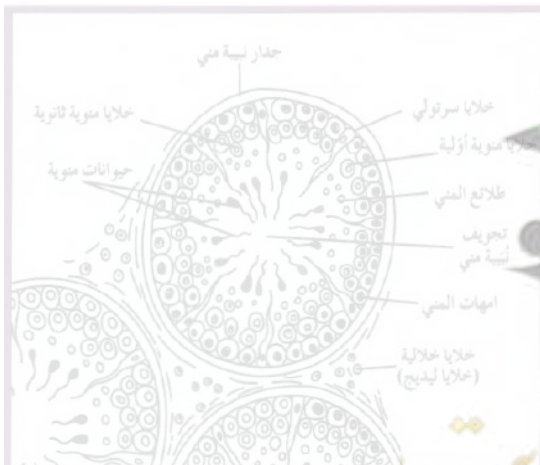 جدار نبيبة مني
خلايا سرتولي
خلايا منوية ثانوية
خلايا منوية أولية
حيوانات منوية
طلائع المني
تجويف
نبيبة مني
امهات المني
خلايا خلالية
(خلايا ليديج)